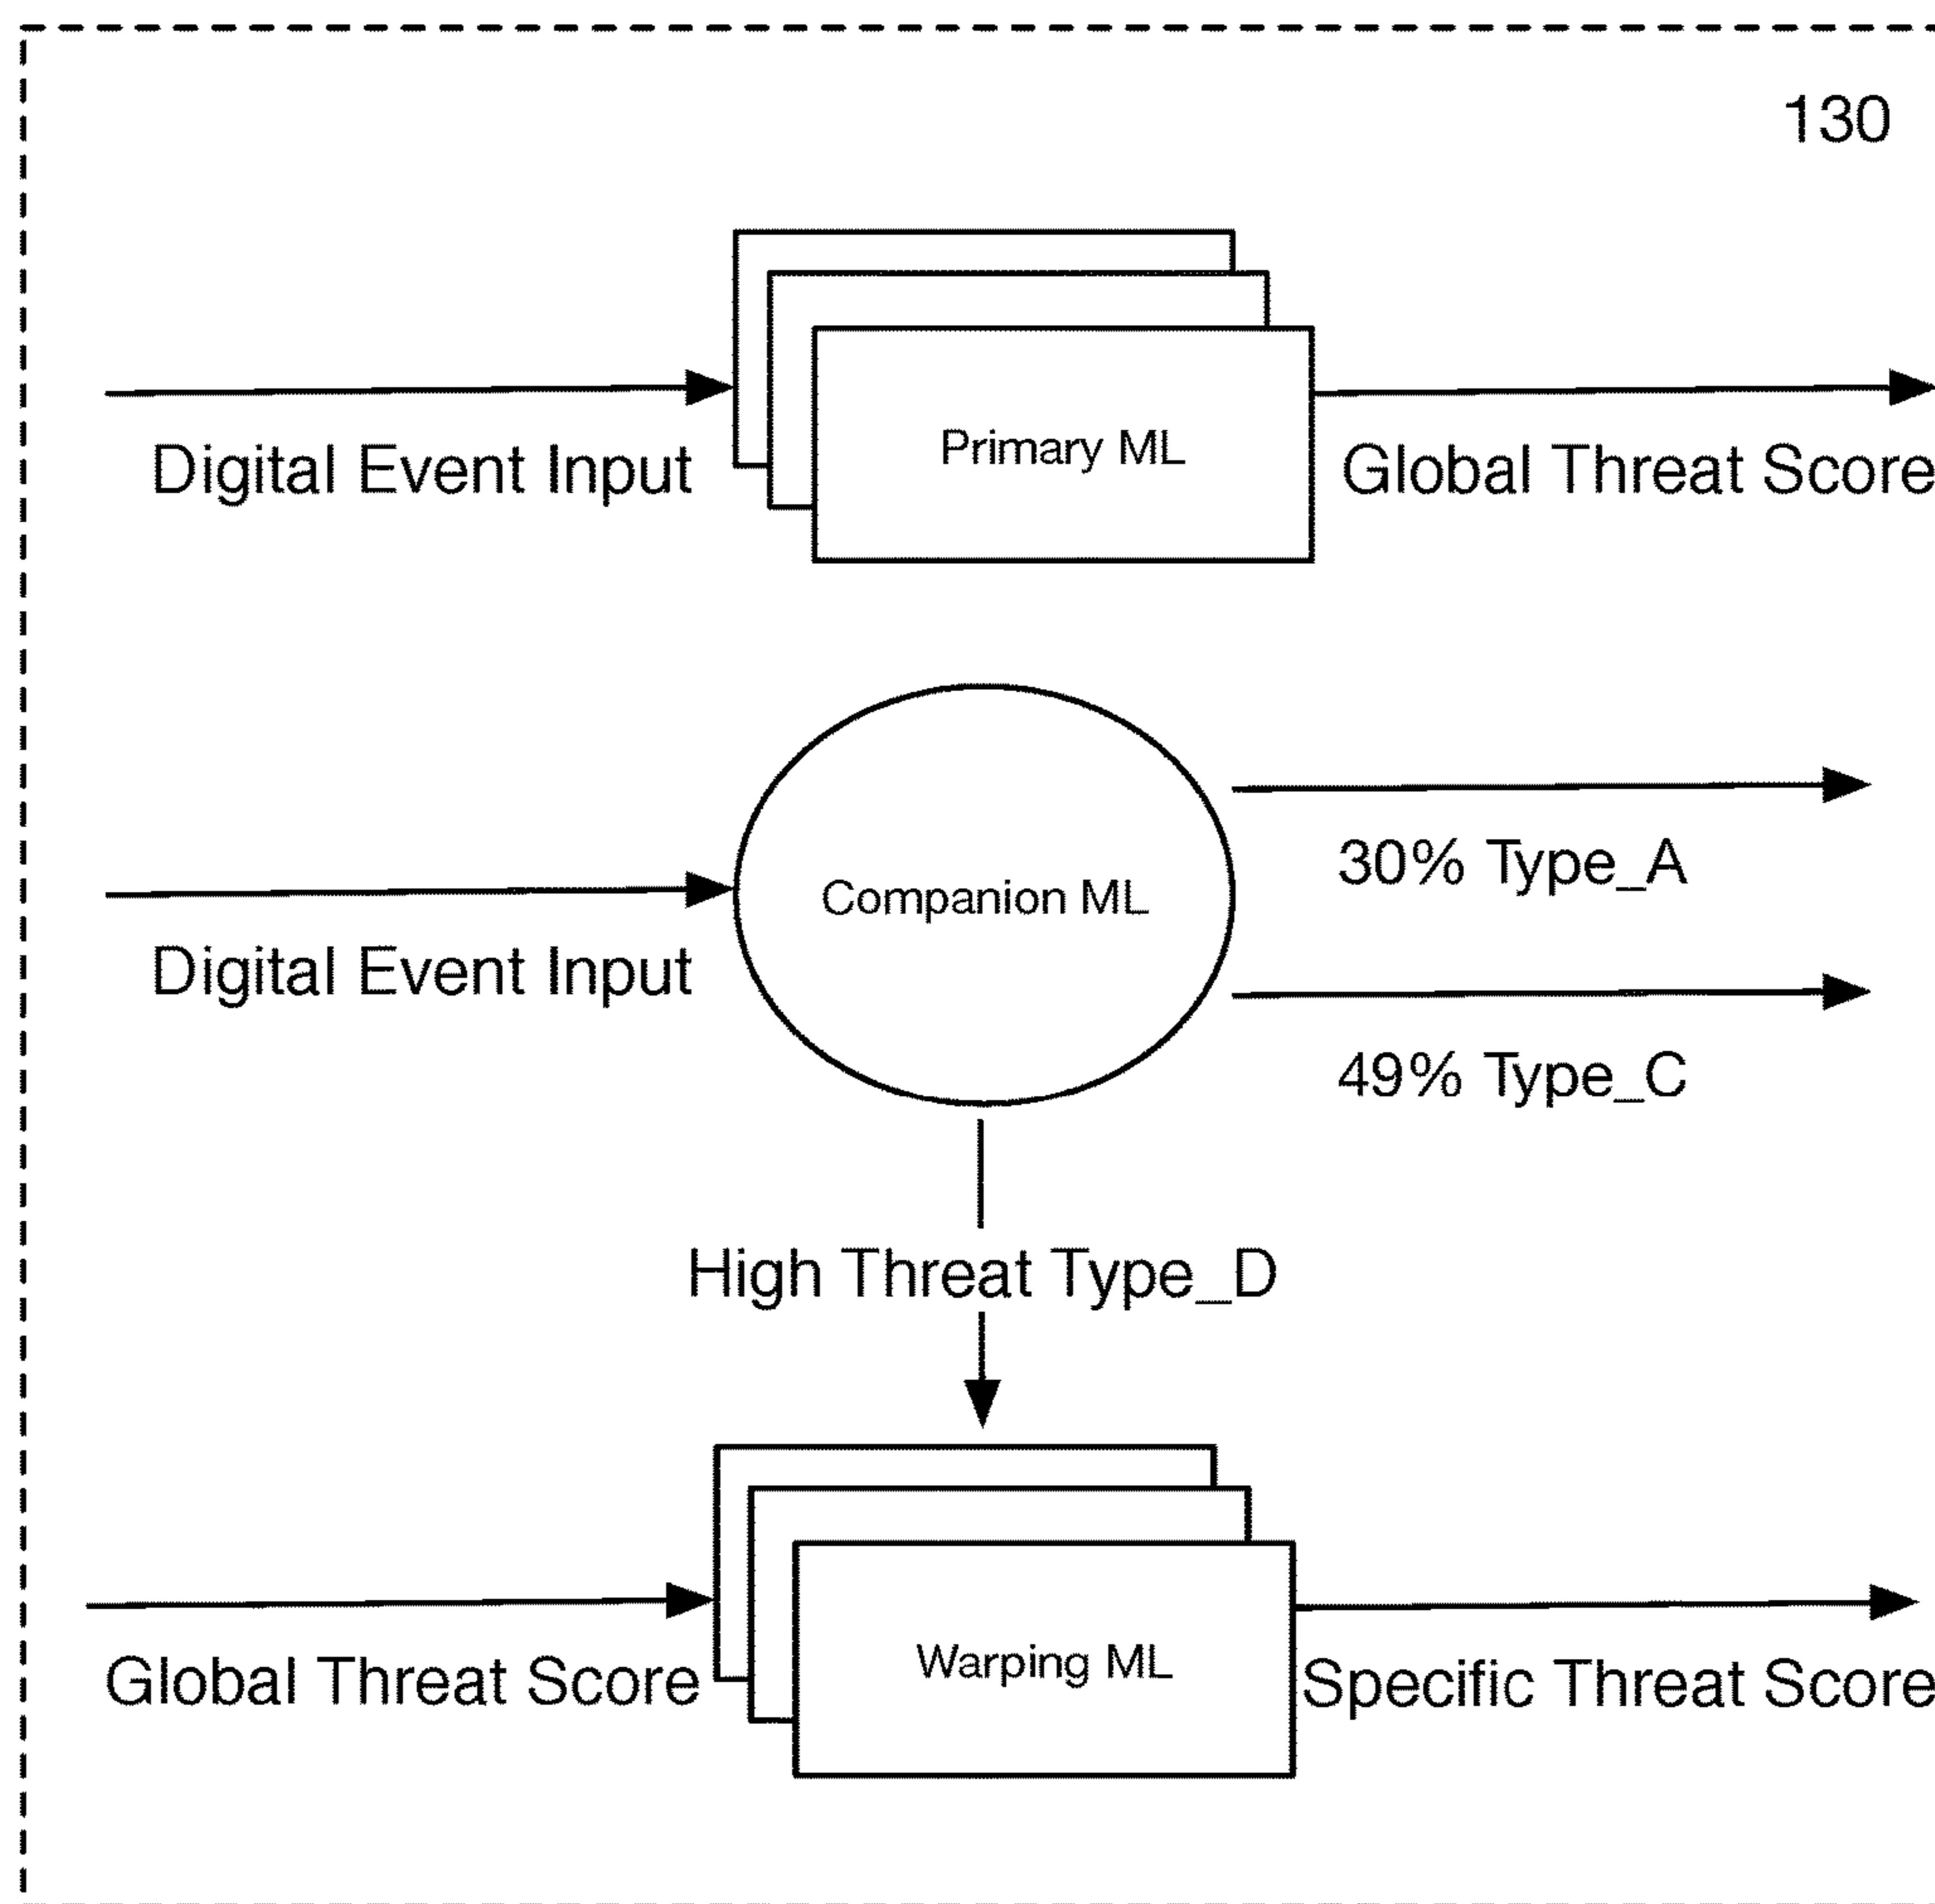 130
Primary ML
Digital Event Input
Global Threat Score
Companion ML
30% Type_A
Digital Event Input
49% Type_C
High Threat Type_D
Warping ML
Global Threat Score
Specific Threat Score